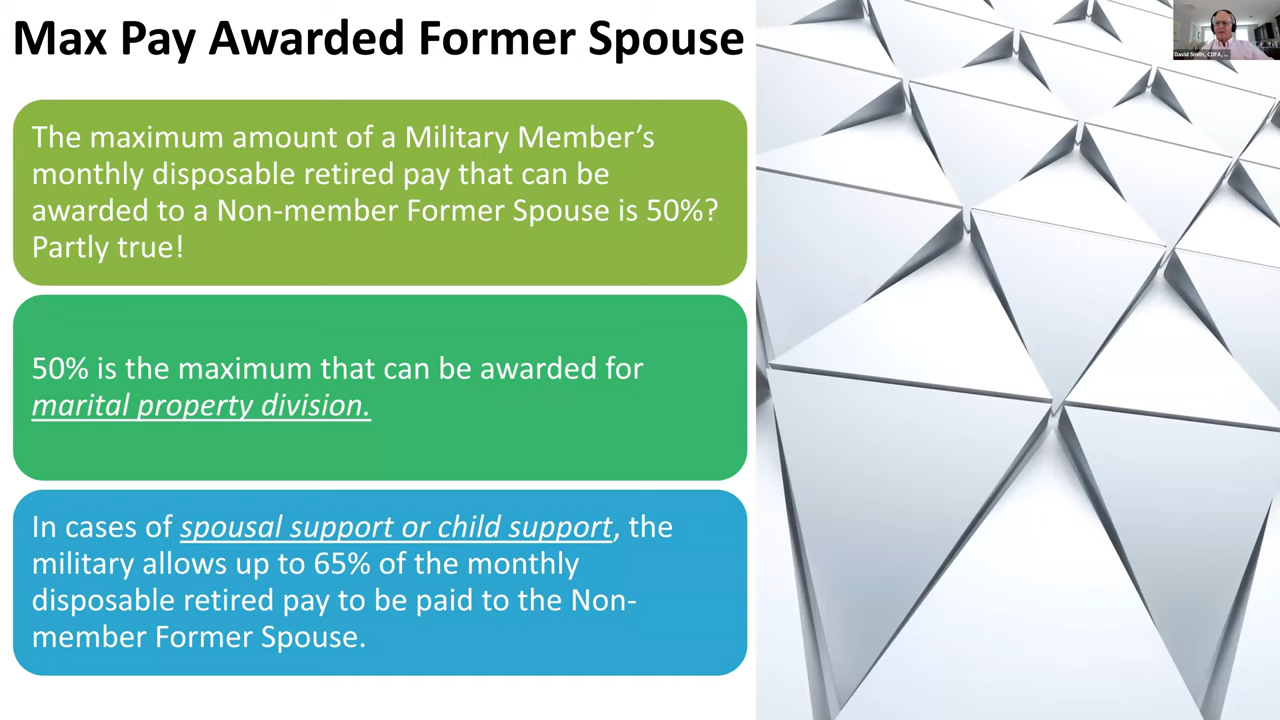 Max Pay Awarded Former Spouse
The maximum amount of a Military Member’s
monthly disposable retired pay that can be
awarded to a Non-member Former Spouse is 50%?
Partly true!
50% is the maximum that can be awarded for
marital property division.
In cases of spousal support or child support, the
military allows up to 65% of the monthly
disposable retired pay to be paid to the Non-
member Former Spouse.
David Smith, CDFA,...